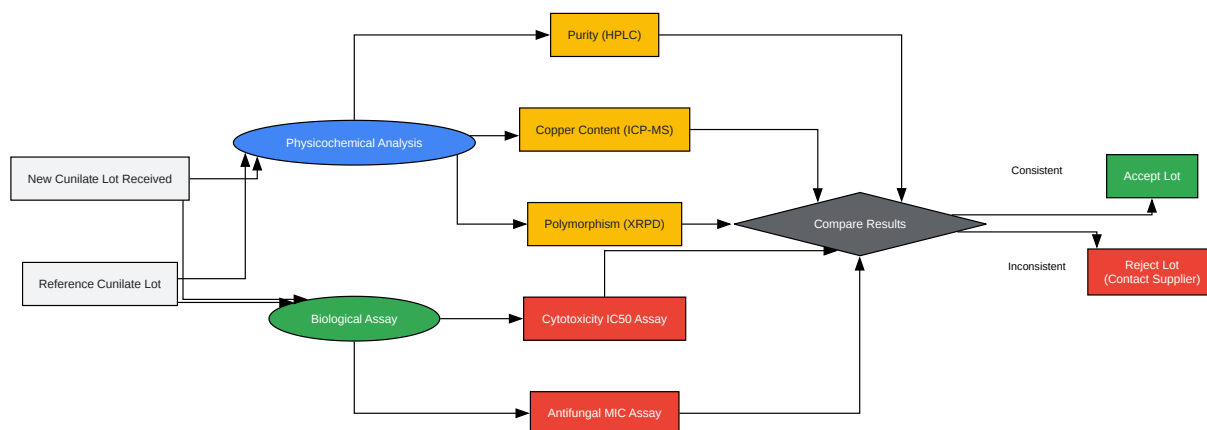 Purity (HPLC)
Copper Content (ICP-MS)
Physicochemical Analysis
New Cunilate Lot Received
Consistent
Accept Lot
Polymorphism (XRPD)
Compare Results
Reference Cunilate Lot
Inconsistent
Reject Lot
(Contact Supplier)
Biological Assay
Cytotoxicity IC50 Assay
Antifungal MIC Assay